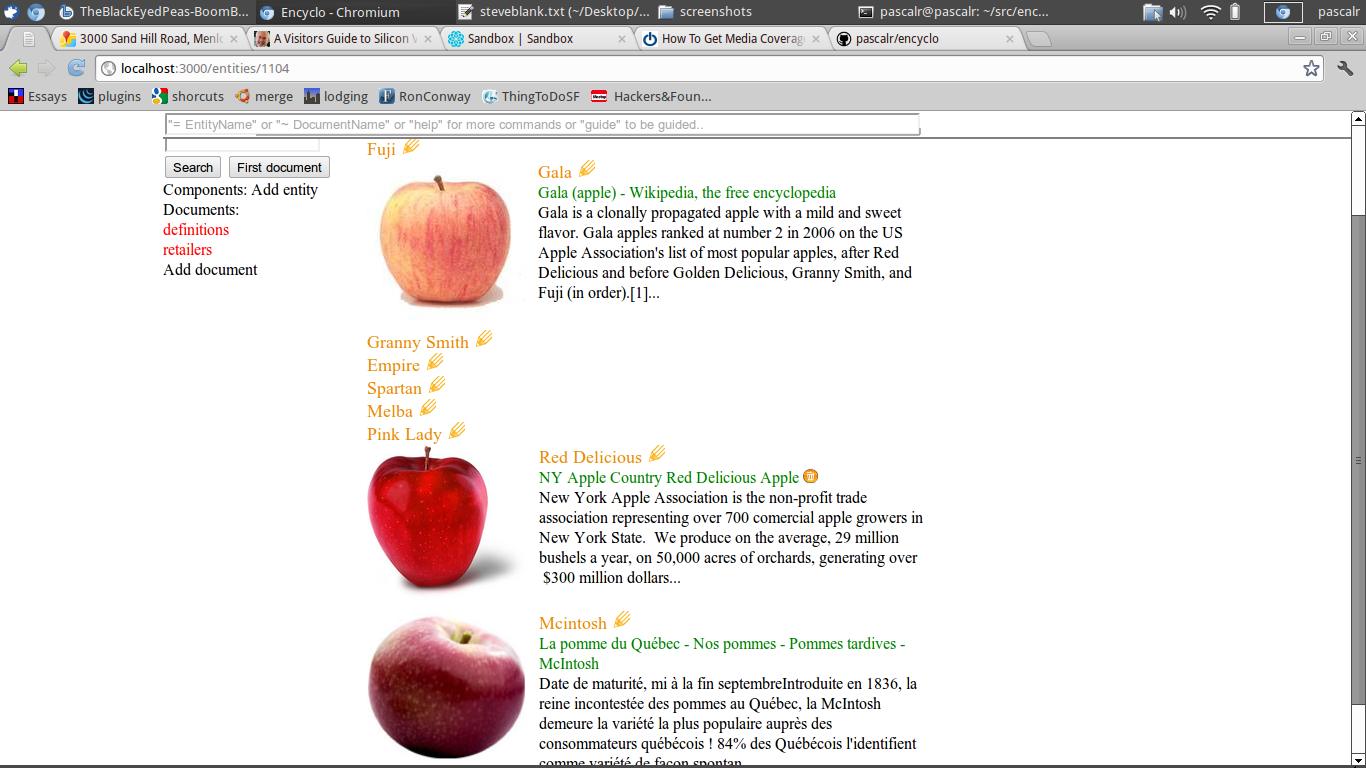 TheBlackEyedPeas-BoomB...
Encyclo - Chromium
steveblank.txt (~/Desktop/...
screenshots
pascalr@pascalr: ~/src/enc...
pascalr
3000 Sand Hill Road, Menlo
A Visitors Guide to Silicon V
Sandbox | Sandbox
How To Get Media Coverage
pascalr/encyclo
localhost:3000/entities/1104
Essays
plugins
shorcuts
merge
lodging
RonConway
ThingToDoSF
Hackers&Foun...
"= EntityName" or "~ DocumentName" or "help" for more commands or "guide" to be guided..
Search
First document
Components: Add entity
Documents:
definitions
retailers
Add document
Fuji
Gala
Gala (apple) - Wikipedia, the free encyclopedia
Gala is a clonally propagated apple with a mild and sweet
flavor. Gala apples ranked at number 2 in 2006 on the US
Apple Association's list of most popular apples, after Red
Delicious and before Golden Delicious, Granny Smith, and
Fuji (in order).[1]...
Granny Smith
Empire
Spartan
Melba
Pink Lady
Red Delicious
NY Apple Country Red Delicious Apple
New York Apple Association is the non-profit trade
association representing over 700 comercial apple growers in
New York State.  We produce on the average, 29 million
bushels a year, on 50,000 acres of orchards, generating over
$300 million dollars...
Mcintosh
La pomme du Québec - Nos pommes - Pommes tardives -
McIntosh
Date de maturité, mi à la fin septembreIntroduite en 1836, la
reine incontestée des pommes au Québec, la McIntosh
demeure la variété la plus populaire auprès des
consommateurs québécois ! 84% des Québécois l'identifient
comme variété de façon spontan